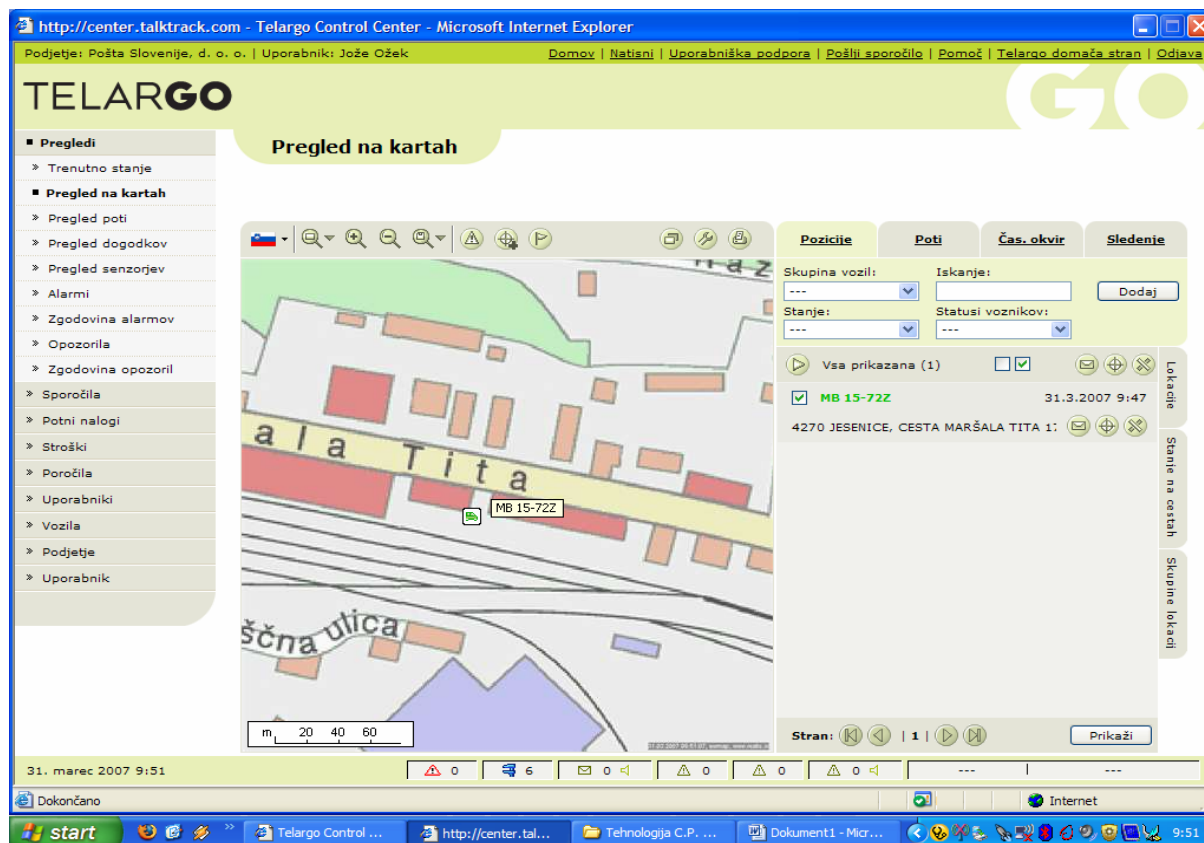 http://center.talktrack.com - Telargo Control Center - Microsoft Internet Explorer
Podjetje: Pošta Slovenije, d. o. o. | Uporabnik: Jože Ožek
Domov | Natisni | Uporabniška podpora | Pošlji sporočilo | Pomoč | Telargo domača stran | Odjava
TELARGO
GO
Pregledi
Trenutno stanje
Pregled na kartah
Pregled poti
Pregled dogodkov
Pregled senzorjev
Alarmi
Zgodovina alarmov
Opozorila
Zgodovina opozoril
Sporočila
Potni nalogi
Stroški
Poročila
Uporabniki
Vozila
Podjetje
Uporabnik
Pregled na kartah
ala Tita
MB 15-72Z
ščna ulica
m 20 40 60
Pozicije Poti Čas. okvir Sledenje
Skupina vozil: Iskanje:
--- Dodaj
Stanje: Statusi voznikov:
--- ---
Vsa prikazana (1)
MB 15-72Z 31.3.2007 9:47
4270 JESENICE, CESTA MARŠALA TITA
Lokacije
Stanje na cestah
Skupine lokacij
Stran: | 1 | Prikaži
31. marec 2007 9:51 0 6 0 0 0 0 --- | ---
Dokončano Internet
start Telargo Control ... http://center.tal... Tehnologija C.P. ... Dokument1 - Micr... 9:51